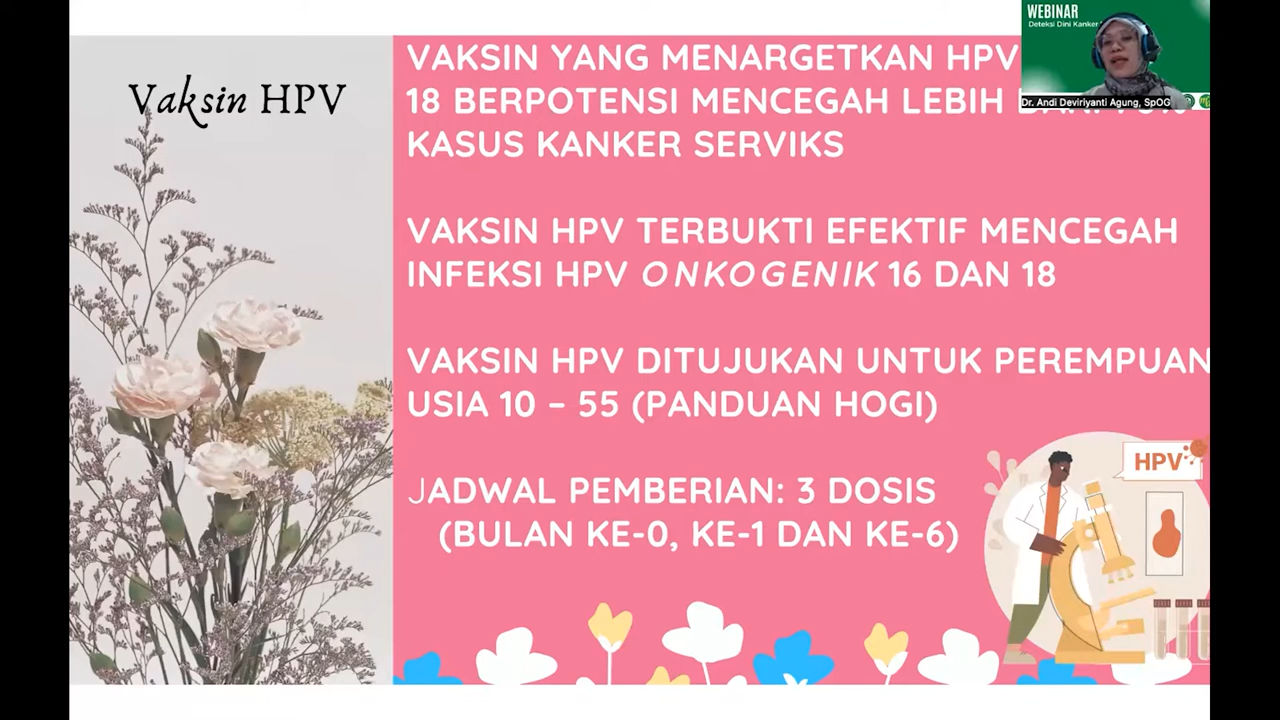 Vaksin HPV
VAKSIN YANG MENARGETKAN HPV
18 BERPOTENSI MENCEGAH LEBIH
KASUS KANKER SERVIKS
VAKSIN HPV TERBUKTI EFEKTIF MENCEGAH
INFEKSI HPV ONKOGENIK 16 DAN 18
VAKSIN HPV DITUJUKAN UNTUK PEREMPUAN
USIA 10 – 55 (PANDUAN HOGI)
JADWAL PEMBERIAN: 3 DOSIS
(BULAN KE-0, KE-1 DAN KE-6)
HPV
WEBINAR
Deteksi Dini Kanker
Dr. Andi Deviriyanti Agung, SpOG